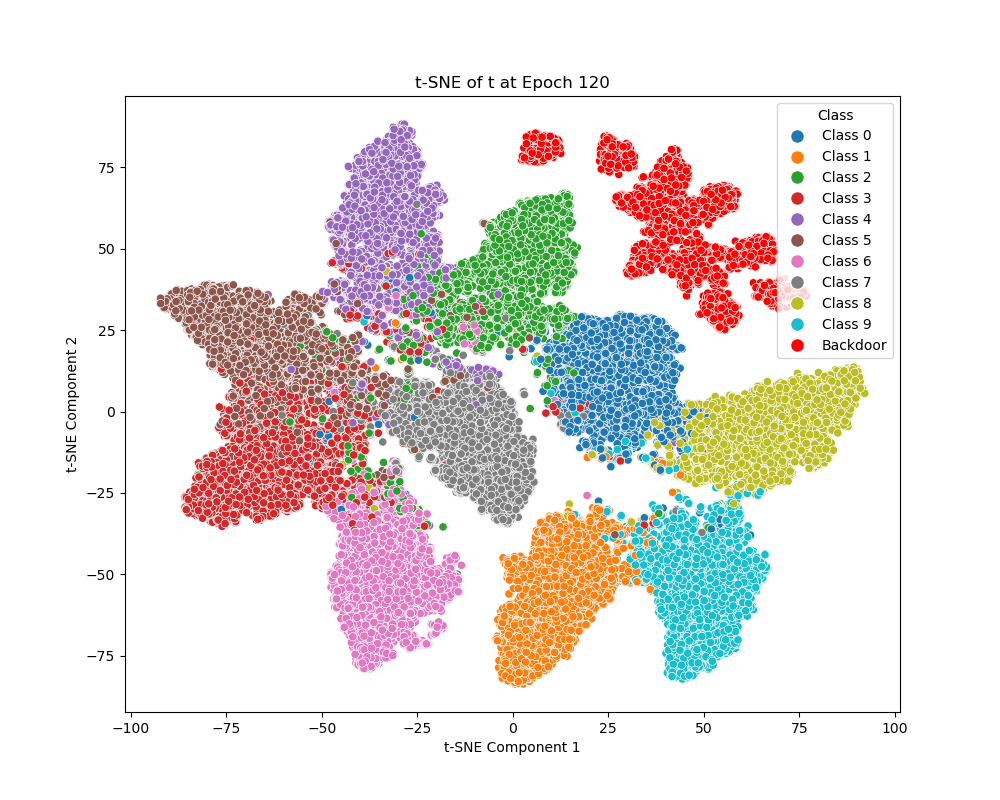 t-SNE of t at Epoch 120
t-SNE Component 2
75
50
25
0
−25
−50
−75
Class
Class 0
Class 1
Class 2
Class 3
Class 4
Class 5
Class 6
Class 7
Class 8
Class 9
Backdoor
−100
−75
−50
−25
0
25
50
75
100
t-SNE Component 1